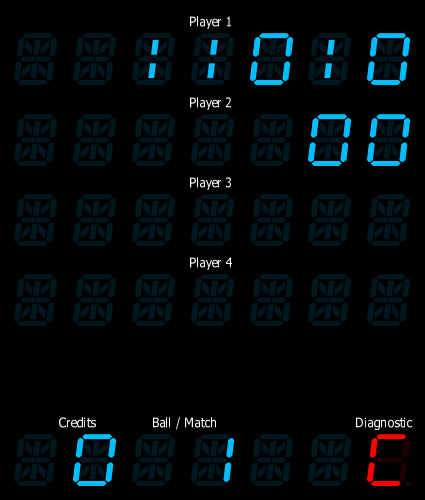 Player 1
11010
Player 2
00
Player 3
Player 4
Credits Ball / Match Diagnostic
0 1 C